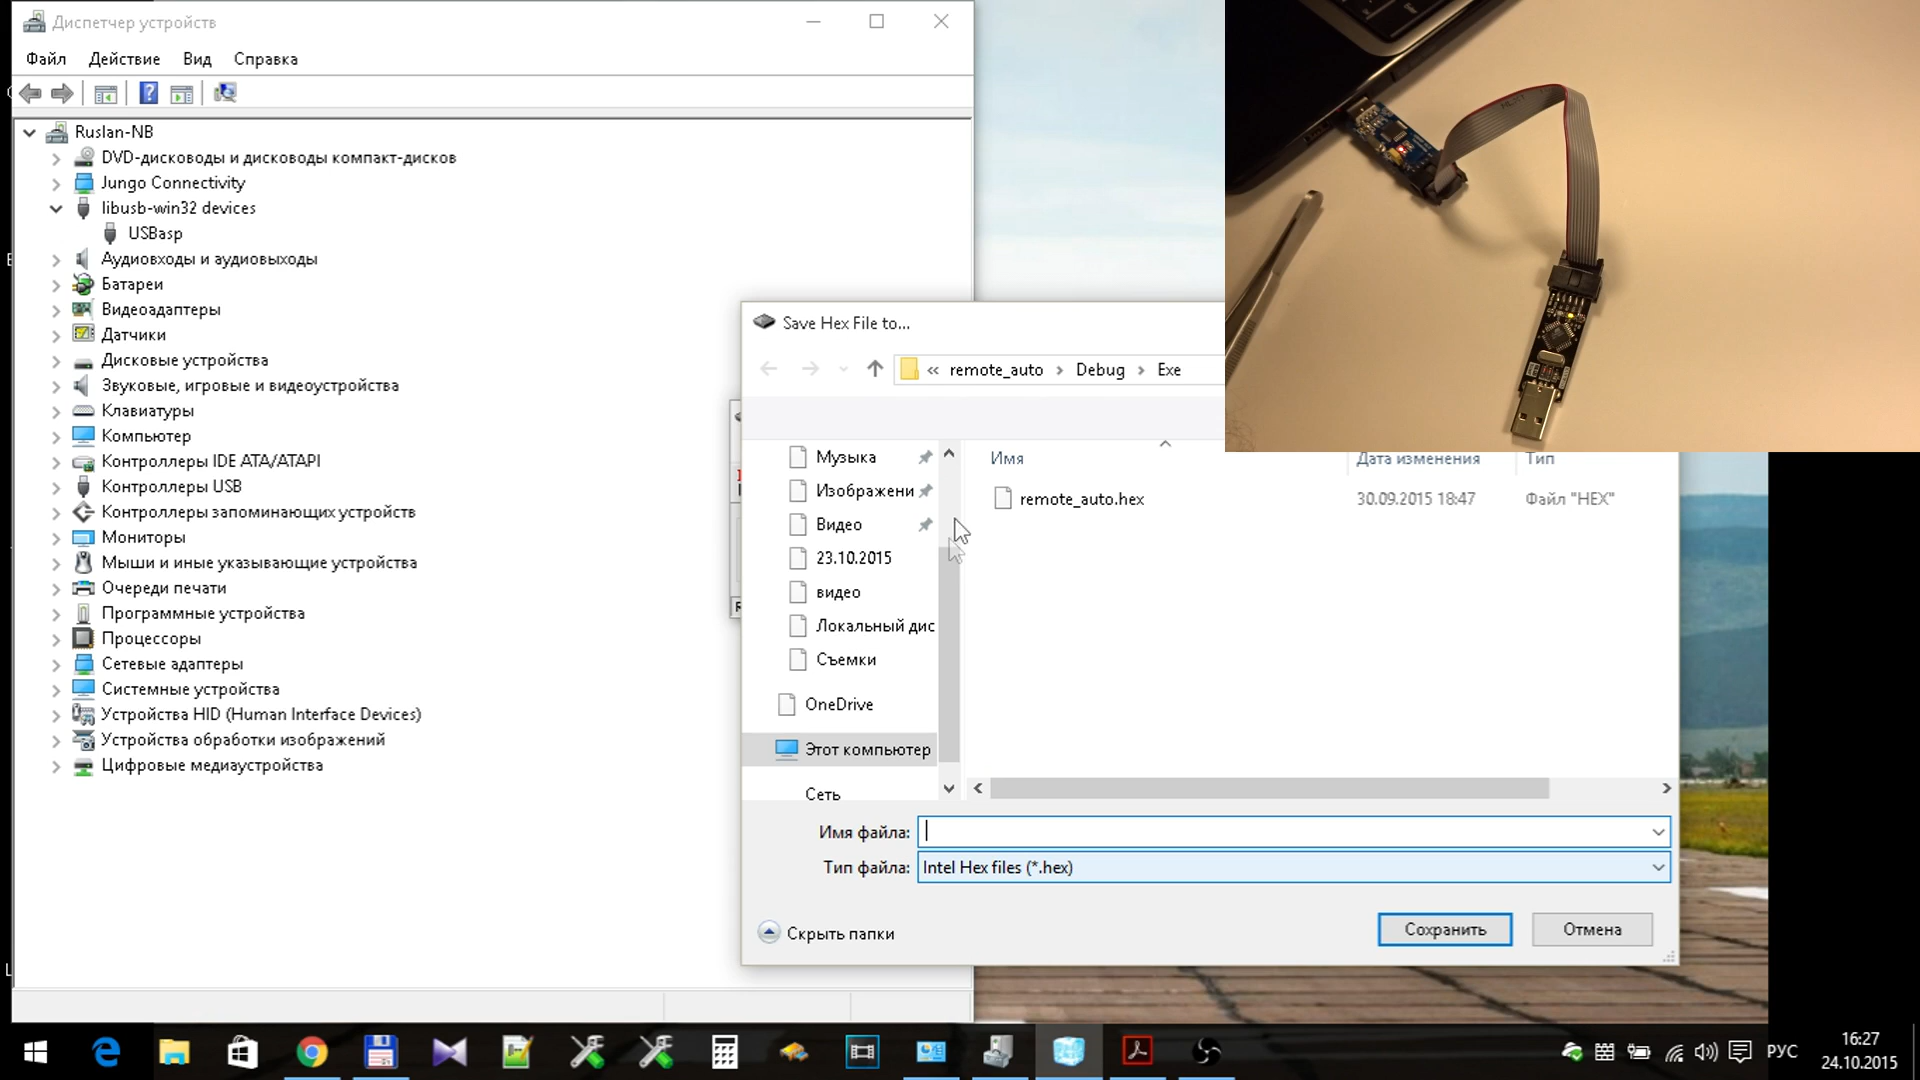 Диспетчер устройств
Файл Действие Вид Справка
Ruslan-NB
DVD-дисководы и дисководы компакт-дисков
Jungo Connectivity
libusb-win32 devices
USBasp
Аудиовходы и аудиовыходы
Батареи
Видеоадаптеры
Датчики
Дисковые устройства
Звуковые, игровые и видеоустройства
Клавиатуры
Компьютер
Контроллеры IDE ATA/ATAPI
Контроллеры USB
Контроллеры запоминающих устройств
Мониторы
Мыши и иные указывающие устройства
Очереди печати
Программные устройства
Процессоры
Сетевые адаптеры
Системные устройства
Устройства HID (Human Interface Devices)
Устройства обработки изображений
Цифровые медиаустройства
Save Hex File to...
« remote_auto > Debug > Exe
Музыка
Изображени
Видео
23.10.2015
видео
Локальный дис
Съемки
OneDrive
Этот компьютер
Сеть
Имя Дата изменения Тип
remote_auto.hex 30.09.2015 18:47 Файл "HEX"
Имя файла:
Тип файла: Intel Hex files (*.hex)
Скрыть папки
Сохранить Отмена
РУС
16:27
24.10.2015